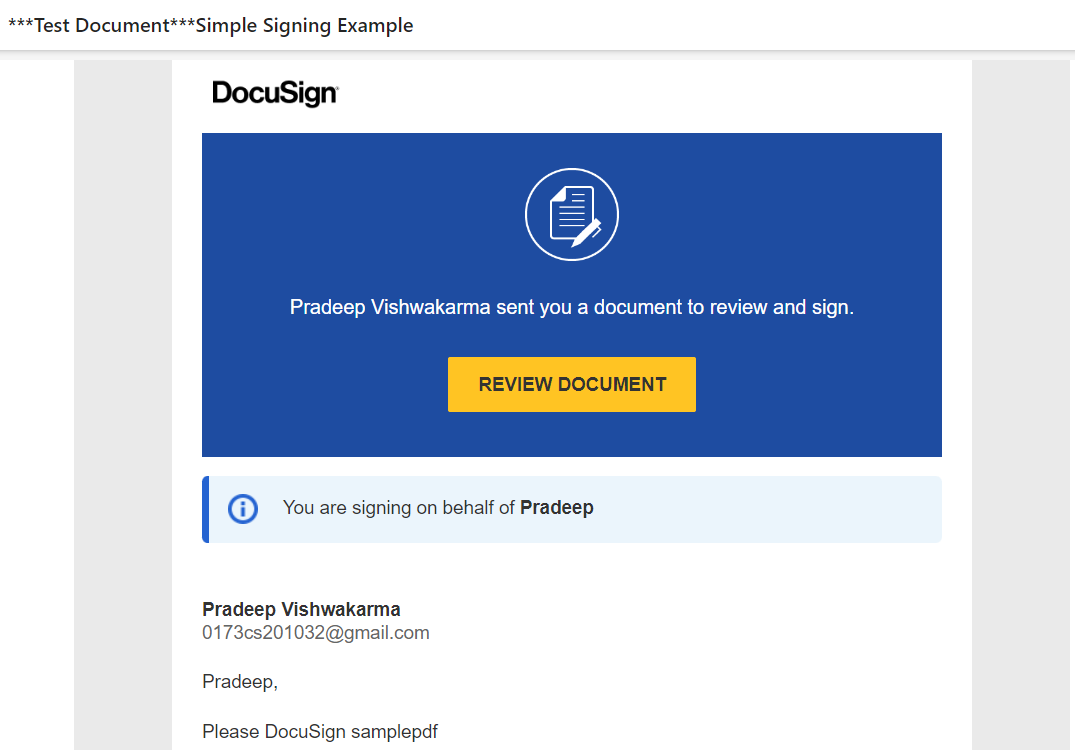 ***Test Document***Simple Signing Example
DocuSign
Pradeep Vishwakarma sent you a document to review and sign.
REVIEW DOCUMENT
You are signing on behalf of Pradeep
Pradeep Vishwakarma
0173cs201032@gmail.com
Pradeep,
Please DocuSign samplepdf